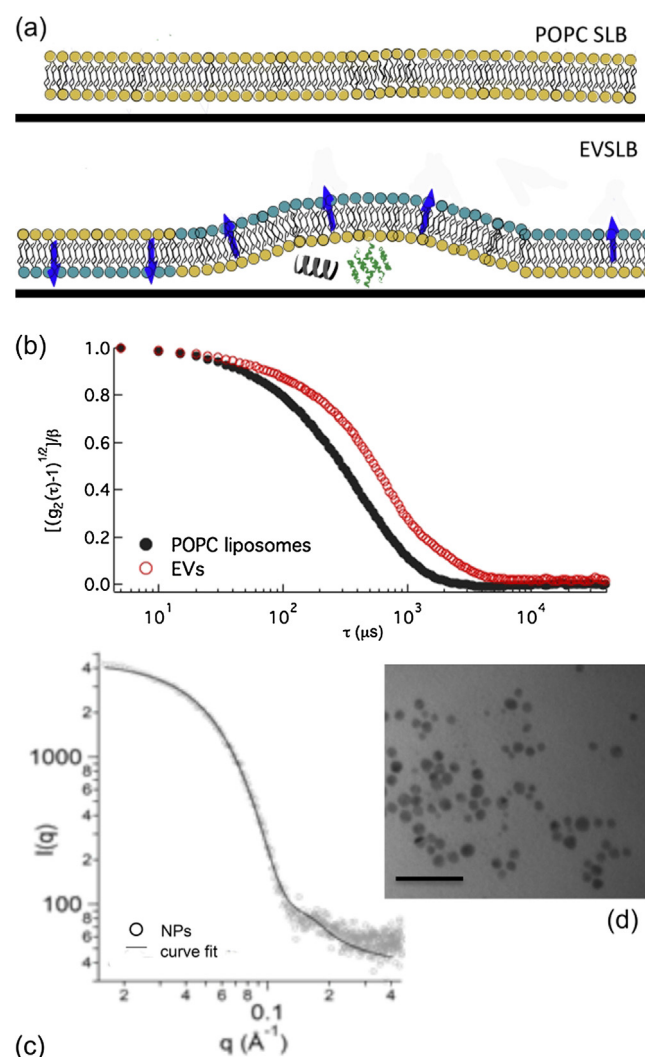 (a)
POPC SLB
EVSLB
(b)
1.0
0.8
0.6
0.4
0.2
0.0
[(g₂(τ)-1)^{1/2}]/β
POPC liposomes
EVs
10¹ 10² 10³ 10⁴
τ (μs)
4
2
1000
8
6
4
2
100
8
6
4
I(q)
NPs
curve fit
2 4 6 8 0.1 2 4
q (Å⁻¹)
(c)
(d)